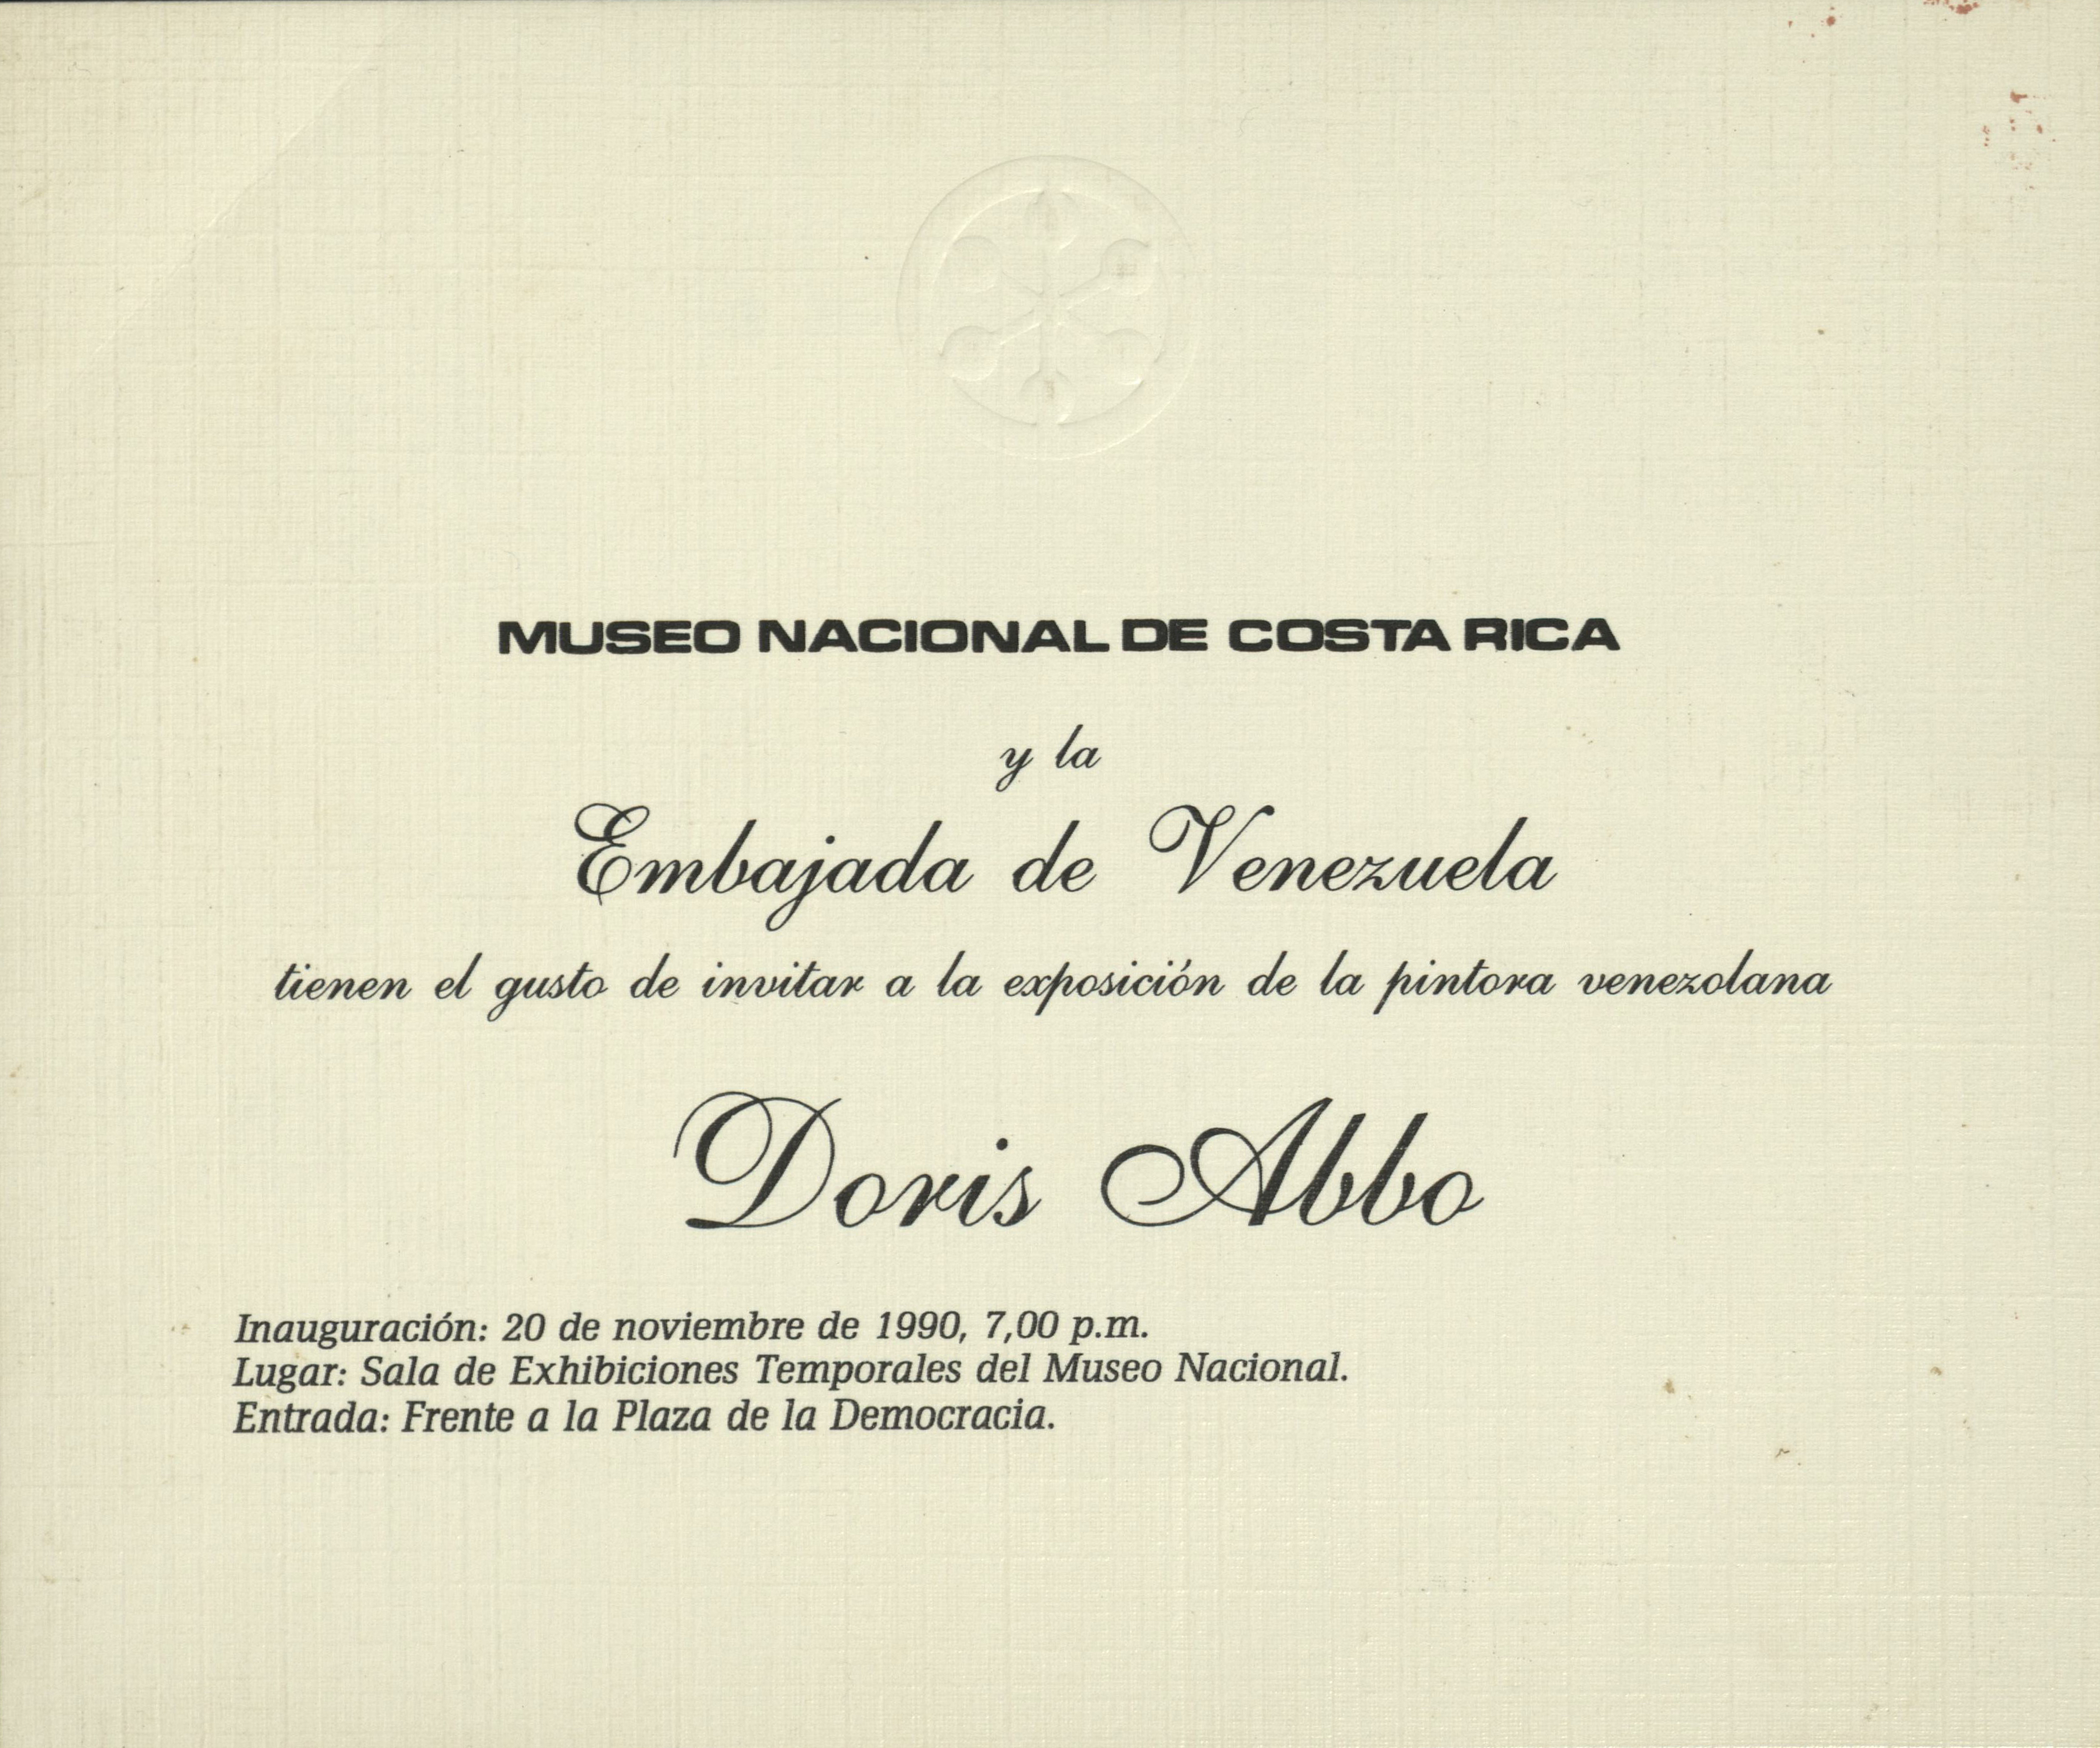 MUSEO NACIONAL DE COSTA RICA
y la
Embajada de Venezuela
tienen el gusto de invitar a la exposición de la pintora venezolana
Doris Abbo
Inauguración: 20 de noviembre de 1990, 7,00 p.m.
Lugar: Sala de Exhibiciones Temporales del Museo Nacional.
Entrada: Frente a la Plaza de la Democracia.